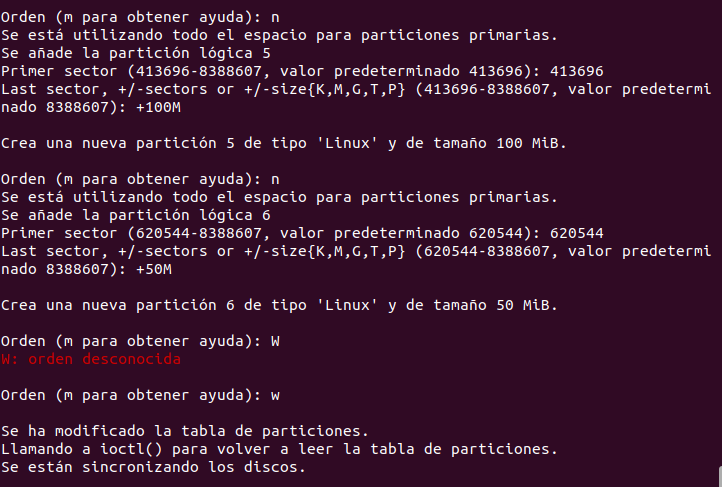 Orden (m para obtener ayuda): n
Se está utilizando todo el espacio para particiones primarias.
Se añade la partición lógica 5
Primer sector (413696-8388607, valor predeterminado 413696): 413696
Last sector, +/-sectors or +/-size{K,M,G,T,P} (413696-8388607, valor predetermi
nado 8388607): +100M
Crea una nueva partición 5 de tipo 'Linux' y de tamaño 100 MiB.
Orden (m para obtener ayuda): n
Se está utilizando todo el espacio para particiones primarias.
Se añade la partición lógica 6
Primer sector (620544-8388607, valor predeterminado 620544): 620544
Last sector, +/-sectors or +/-size{K,M,G,T,P} (620544-8388607, valor predetermi
nado 8388607): +50M
Crea una nueva partición 6 de tipo 'Linux' y de tamaño 50 MiB.
Orden (m para obtener ayuda): W
W: orden desconocida
Orden (m para obtener ayuda): w
Se ha modificado la tabla de particiones.
Llamando a ioctl() para volver a leer la tabla de particiones.
Se están sincronizando los discos.